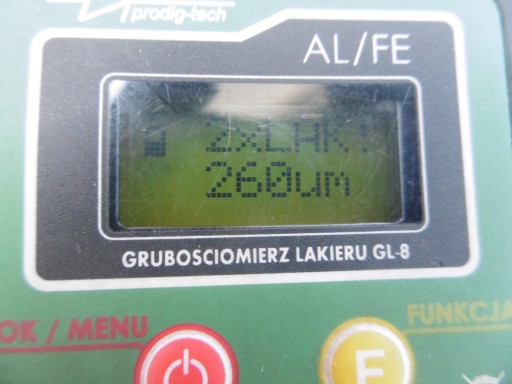 prodig-tech
AL/FE
2xLAK!
260um
GRUBOSCIOMIERZ LAKIERU GL-8
OK / MENU
FUNKCJA
F